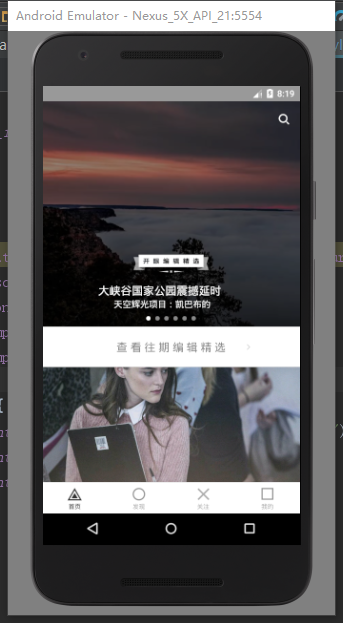 Android Emulator - Nexus_5X_API_21:5554
8:19
开眼编辑精选
大峡谷国家公园震撼延时
天空辉光项目：凯巴布的
查看往期编辑精选
首页
发现
关注
我的